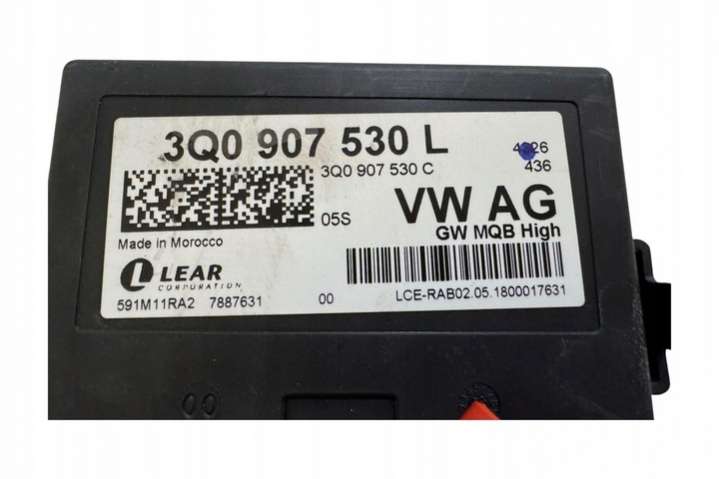 3Q0 907 530 L
3Q0 907 530 C
436
05S
VW AG
GW MQB High
Made in Morocco
LEAR
CORPORATION
591M11RA2 7887631
00
LCE-RAB02.05.1800017631